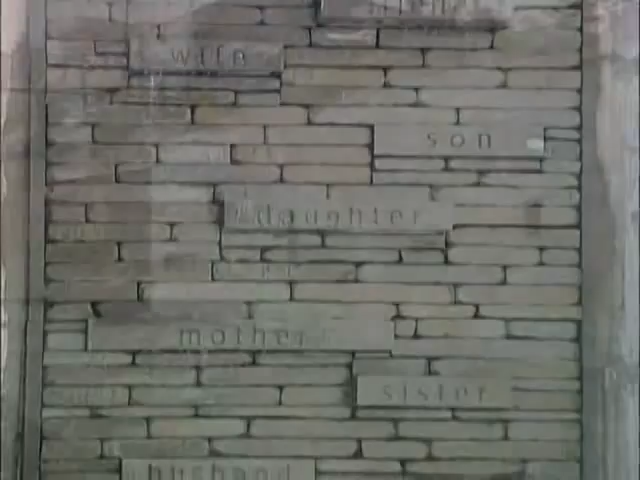 wife
son
daughter
mother
sister
husband